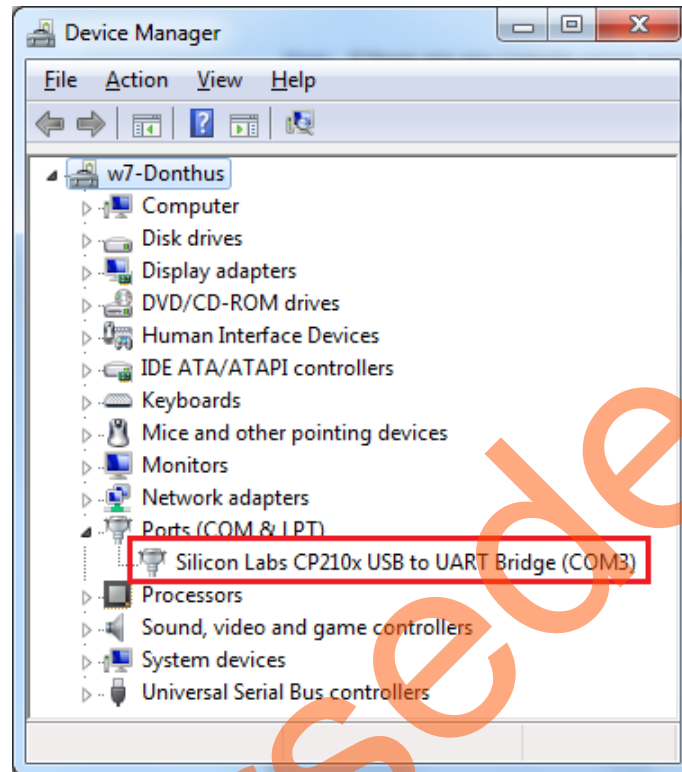 Device Manager
File Action View Help
w7-Donthus
Computer
Disk drives
Display adapters
DVD/CD-ROM drives
Human Interface Devices
IDE ATA/ATAPI controllers
Keyboards
Mice and other pointing devices
Monitors
Network adapters
Ports (COM & LPT)
Silicon Labs CP210x USB to UART Bridge (COM3)
Processors
Sound, video and game controllers
System devices
Universal Serial Bus controllers
sede